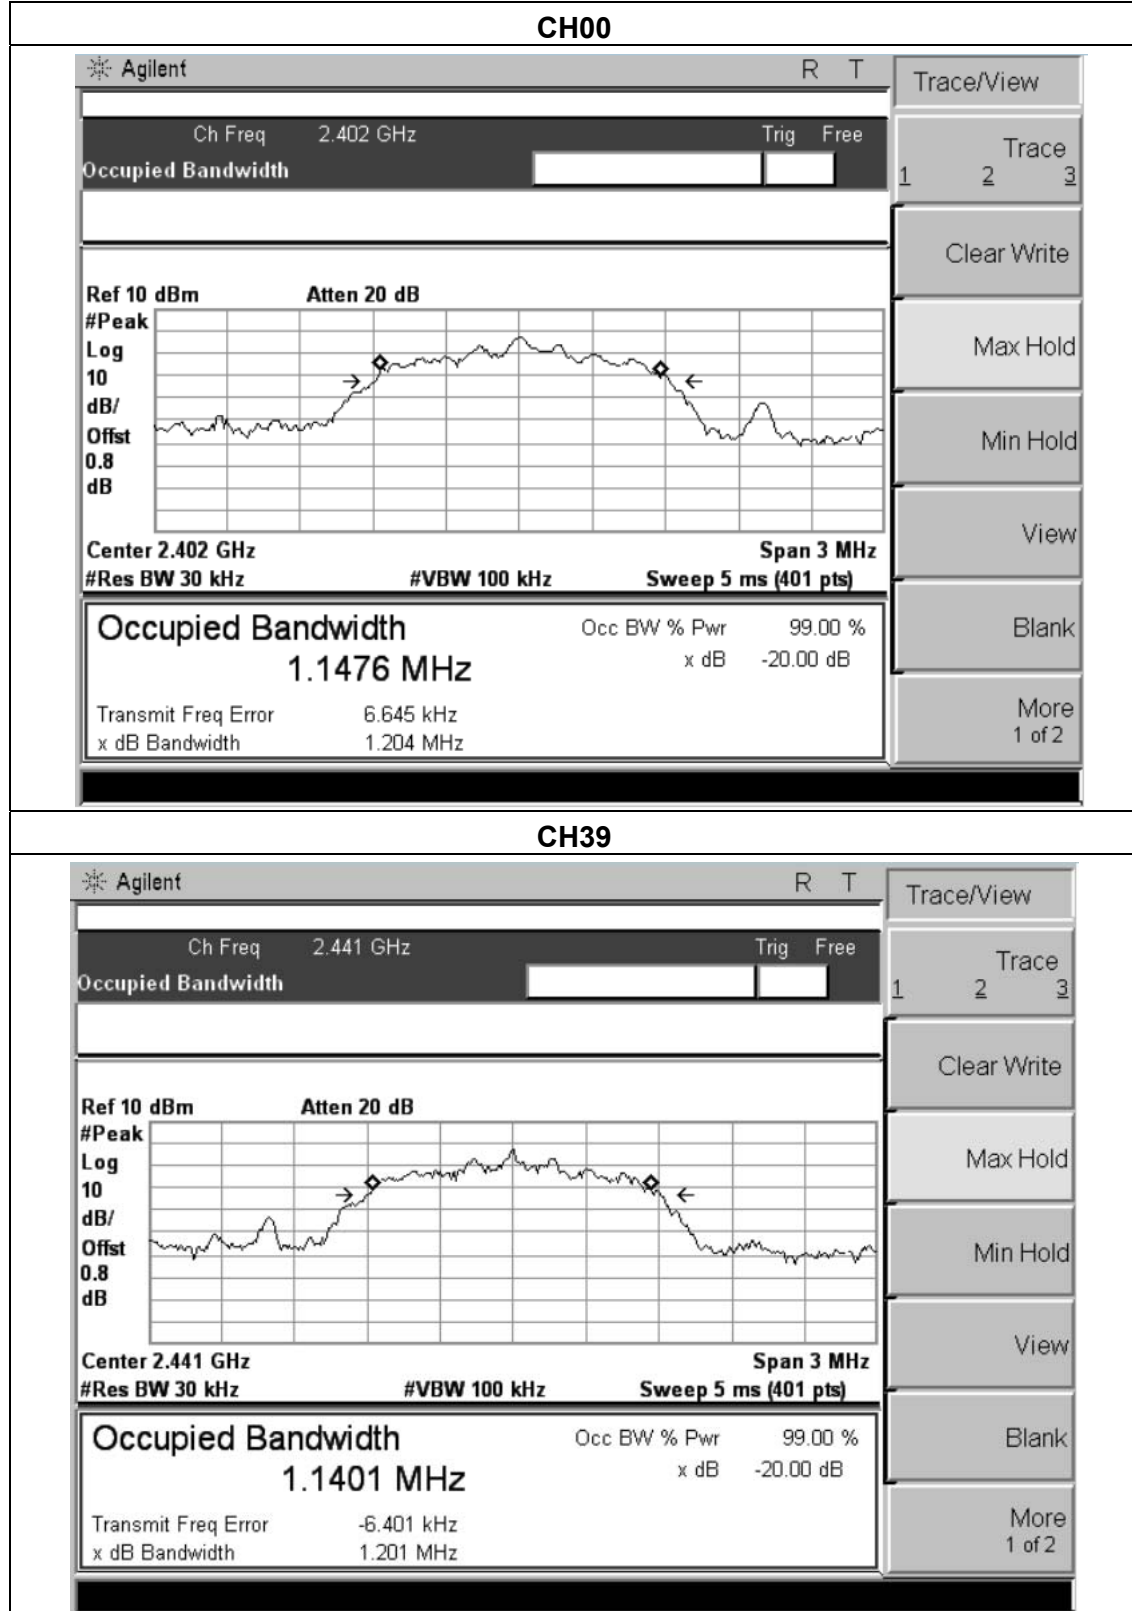 CH00
Agilent R T Trace/View
Ch Freq 2.402 GHz Trig Free
Occupied Bandwidth
Trace
1 2 3
Clear Write
Max Hold
Min Hold
View
Blank
More
1 of 2
Ref 10 dBm Atten 20 dB
#Peak
Log
10
dB/
Offst
0.8
dB
Center 2.402 GHz Span 3 MHz
#Res BW 30 kHz #VBW 100 kHz Sweep 5 ms (401 pts)
Occupied Bandwidth Occ BW % Pwr 99.00 %
1.1476 MHz x dB -20.00 dB
Transmit Freq Error 6.645 kHz
x dB Bandwidth 1.204 MHz
CH39
Agilent R T Trace/View
Ch Freq 2.441 GHz Trig Free
Occupied Bandwidth
Trace
1 2 3
Clear Write
Max Hold
Min Hold
View
Blank
More
1 of 2
Ref 10 dBm Atten 20 dB
#Peak
Log
10
dB/
Offst
0.8
dB
Center 2.441 GHz Span 3 MHz
#Res BW 30 kHz #VBW 100 kHz Sweep 5 ms (401 pts)
Occupied Bandwidth Occ BW % Pwr 99.00 %
1.1401 MHz x dB -20.00 dB
Transmit Freq Error -6.401 kHz
x dB Bandwidth 1.201 MHz